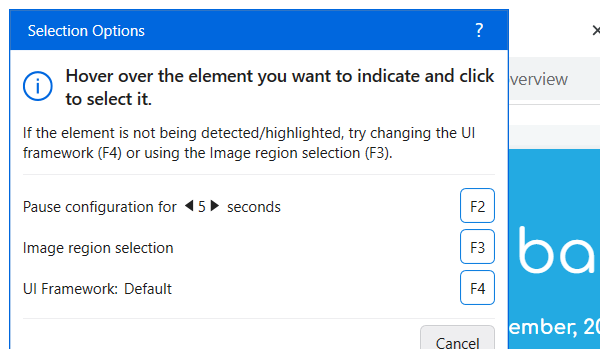 Selection Options ?
Hover over the element you want to indicate and click
to select it.
If the element is not being detected/highlighted, try changing the UI
framework (F4) or using the Image region selection (F3).
Pause configuration for 5 seconds F2
Image region selection F3
UI Framework: Default F4
Cancel
verview
ba
ember, 20